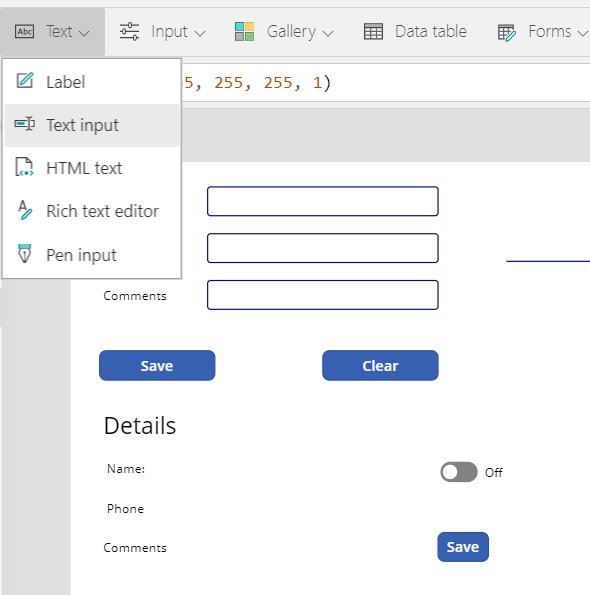 Abc Text Input Gallery Data table Forms
Label 5, 255, 255, 1)
Text input
HTML text
Rich text editor
Pen input
Comments
Save Clear
Details
Name: Off
Phone
Comments Save